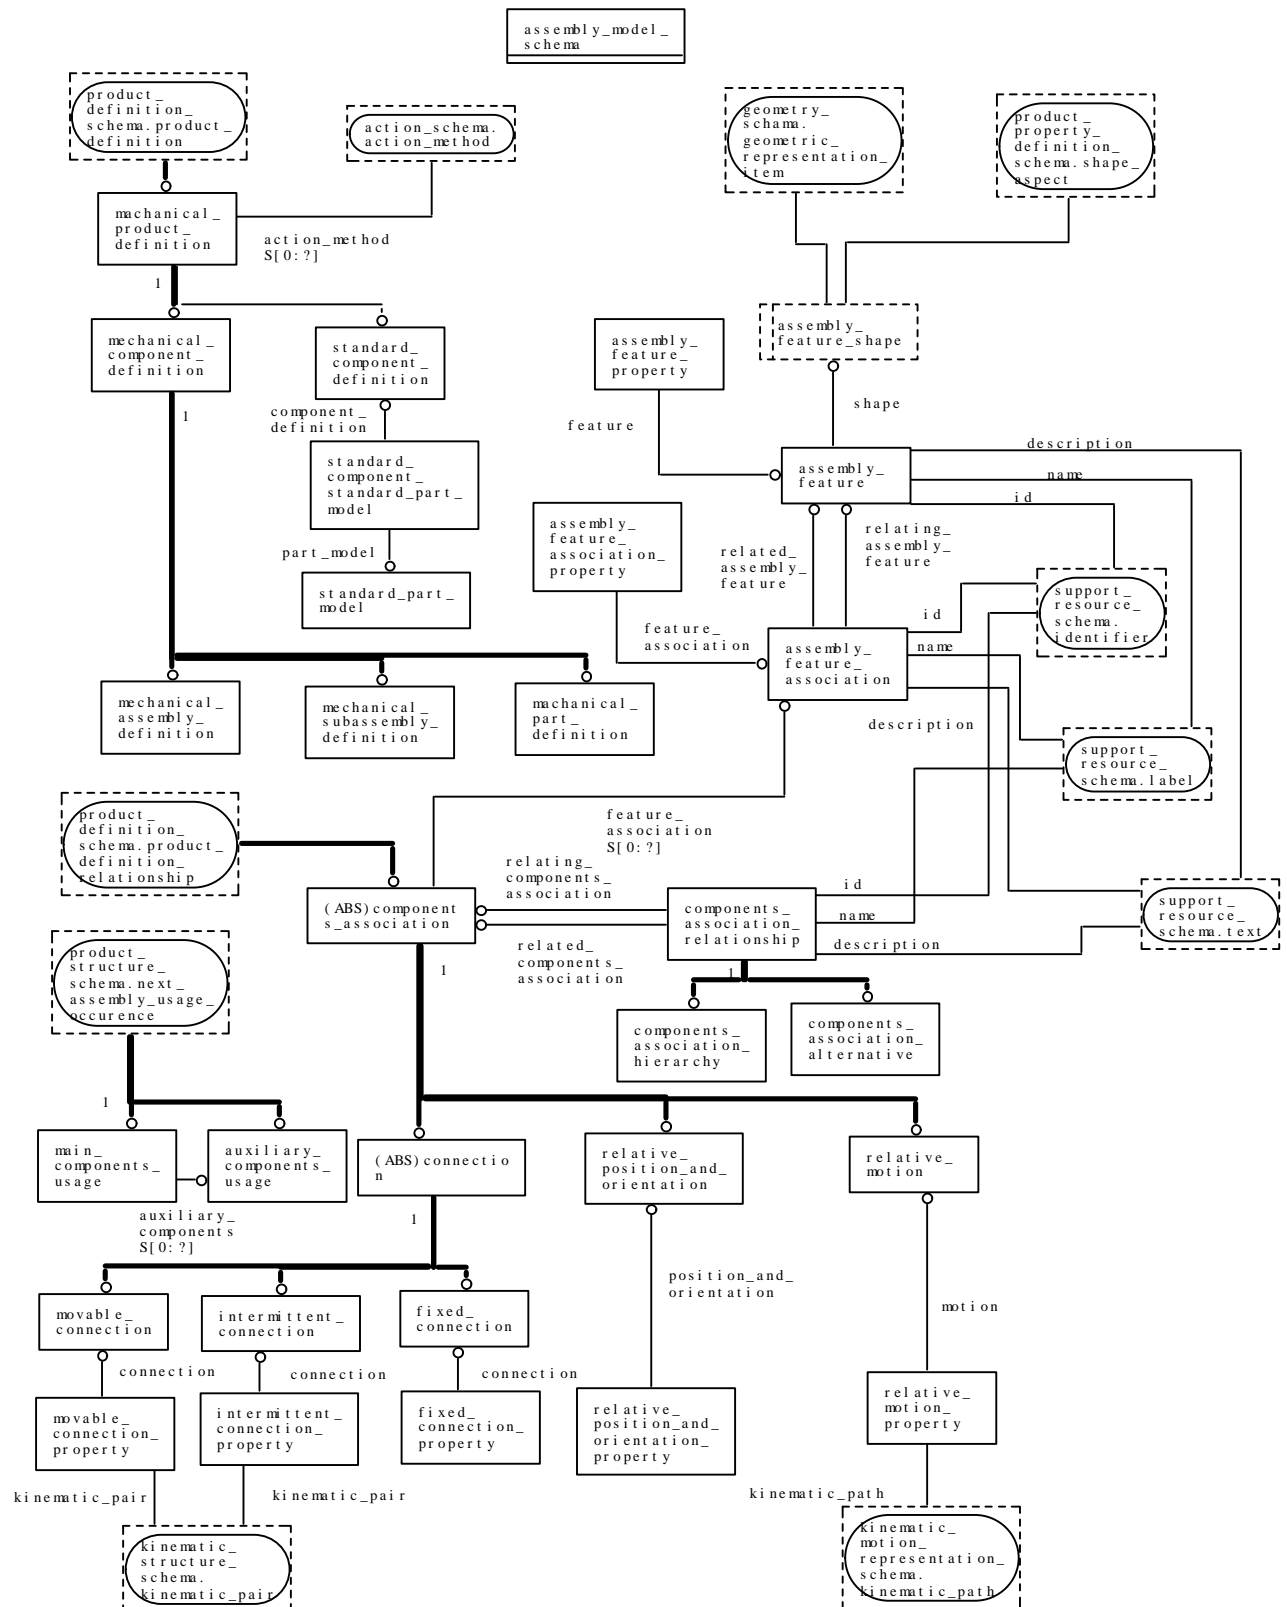 assembly_model_
schema
product_
definition_
schema.product_
definition
action_schema.
action_method
geometry_
schama.
geometric_
representation_
item
product_
property_
definition_
schema.shape_
aspect
machanical_
product_
definition
action_method
S[0:?]
1
mechanical_
component_
definition
standard_
component_
definition
assembly_
feature_
property
assembly_
feature_shape
1
component_
definition
feature
shape
standard_
component_
standard_part_
model
assembly_
feature
description
name
id
part_model
standard_part_
model
assembly_
feature_
association_
property
related_
assembly_
feature
relating_
assembly_
feature
support_
resource_
schema.
identifier
feature_
association
assembly_
feature_
association
id
name
description
mechanical_
assembly_
definition
mechanical_
subassembly_
definition
machanical_
part_
definition
support_
resource_
schema.label
product_
definition_
schema.product_
definition_
relationship
feature_
association
S[0:?]
relating_
components_
association
(ABS)component
s_association
components_
association_
relationship
id
name
description
support_
resource_
schema.text
related_
components_
association
1
1
product_
structure_
schema.next_
assembly_usage_
occurence
components_
association_
hierarchy
components_
association_
alternative
1
main_
components_
usage
auxiliary_
components_
usage
(ABS)connectio
n
relative_
position_and_
orientation
relative_
motion
auxiliary_
components
S[0:?]
1
position_and_
orientation
motion
movable_
connection
intermittent_
connection
fixed_
connection
connection
connection
connection
movable_
connection_
property
intermittent_
connection_
property
fixed_
connection_
property
relative_
position_and_
orientation_
property
relative_
motion_
property
kinematic_pair
kinematic_pair
kinematic_path
kinematic_
structure_
schema.
kinematic_pair
kinematic_
motion_
representation_
schema.
kinematic_path